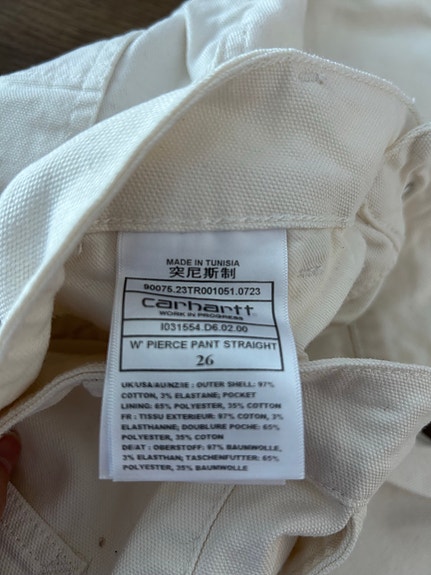 MADE IN TUNISIA
突尼斯制
90075.23TR001051.0723
carhartt
WORK IN PROGRESS
I031554.D6.02.00
W' PIERCE PANT STRAIGHT
26
UK/USA/AU/NZ/IE : OUTER SHELL: 97%
COTTON, 3% ELASTANE; POCKET
LINING: 65% POLYESTER, 35% COTTON
FR : TISSU EXTERIEUR: 97% COTON, 3%
ELASTHANNE; DOUBLURE POCHE: 65%
POLYESTER, 35% COTON
DE/AT : OBERSTOFF: 97% BAUMWOLLE,
3% ELASTHAN; TASCHENFUTTER: 65%
POLYESTER, 35% BAUMWOLLE